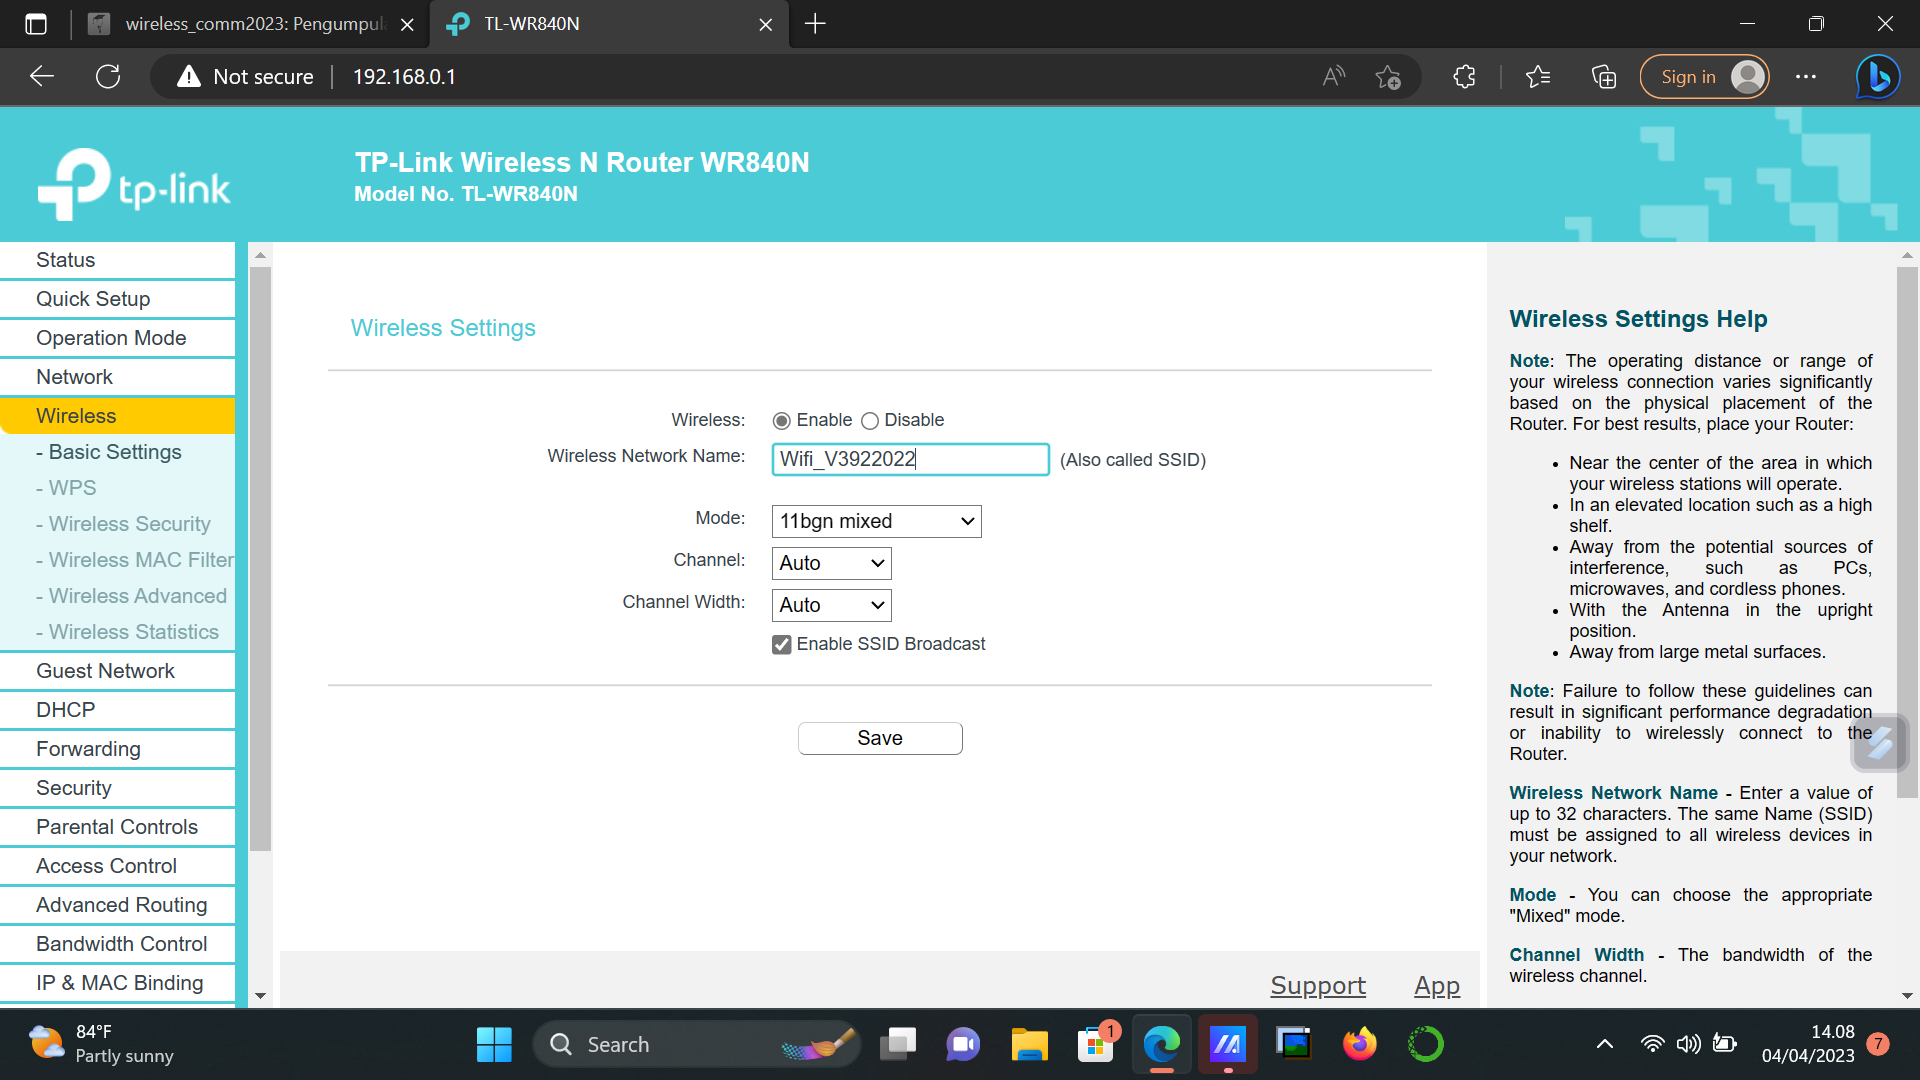 wireless_comm2023: Pengumpul
TL-WR840N
Not secure
192.168.0.1
Sign in
tp-link
TP-Link Wireless N Router WR840N
Model No. TL-WR840N
Status
Quick Setup
Operation Mode
Network
Wireless
- Basic Settings
- WPS
- Wireless Security
- Wireless MAC Filter
- Wireless Advanced
- Wireless Statistics
Guest Network
DHCP
Forwarding
Security
Parental Controls
Access Control
Advanced Routing
Bandwidth Control
IP & MAC Binding
Wireless Settings
Wireless: Enable Disable
Wireless Network Name: Wifi_V3922022 (Also called SSID)
Mode: 11bgn mixed
Channel: Auto
Channel Width: Auto
Enable SSID Broadcast
Save
Support App
Wireless Settings Help
Note: The operating distance or range of
your wireless connection varies significantly
based on the physical placement of the
Router. For best results, place your Router:
• Near the center of the area in which
your wireless stations will operate.
• In an elevated location such as a high
shelf.
• Away from the potential sources of
interference, such as PCs,
microwaves, and cordless phones.
• With the Antenna in the upright
position.
• Away from large metal surfaces.
Note: Failure to follow these guidelines can
result in significant performance degradation
or inability to wirelessly connect to the
Router.
Wireless Network Name - Enter a value of
up to 32 characters. The same Name (SSID)
must be assigned to all wireless devices in
your network.
Mode - You can choose the appropriate
"Mixed" mode.
Channel Width - The bandwidth of the
wireless channel.
84°F
Partly sunny
Search
1
14.08
04/04/2023
7